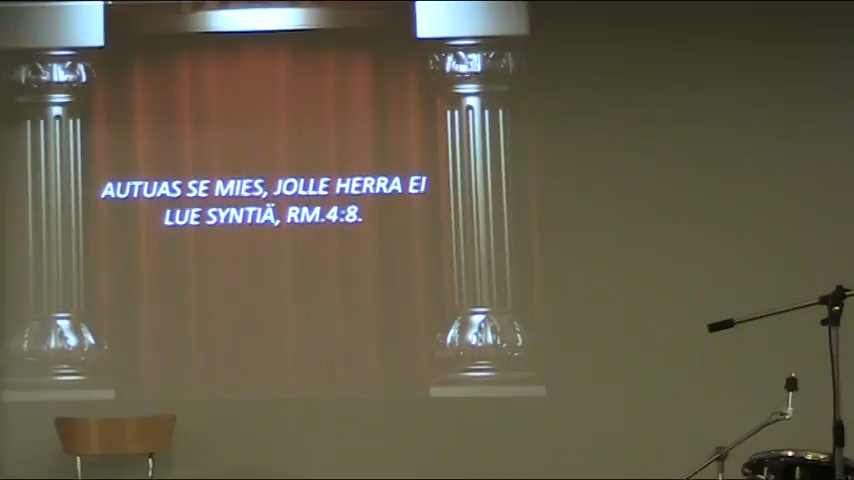 AUTUAS SE MIES, JOLLE HERRA EI
LUE SYNTIÄ, RM.4:8.